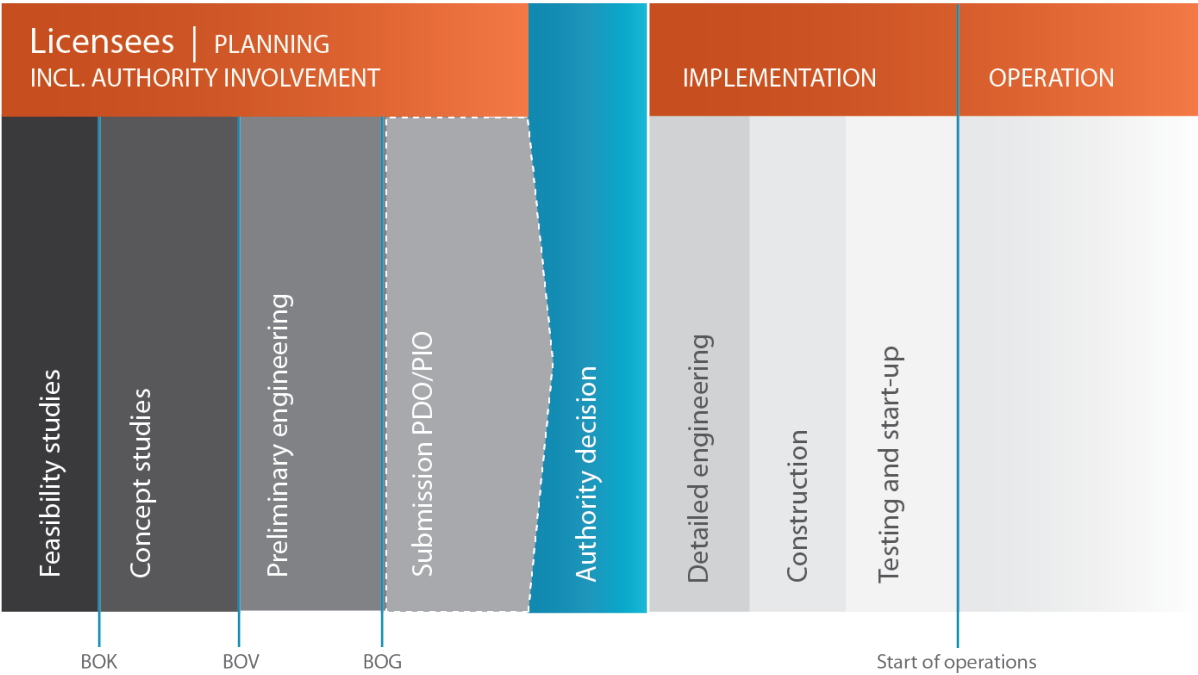 Licensees | PLANNING
INCL. AUTHORITY INVOLVEMENT
IMPLEMENTATION
OPERATION
Feasibility studies
Concept studies
Preliminary engineering
Submission PDO/PIO
Authority decision
Detailed engineering
Construction
Testing and start-up
BOK
BOV
BOG
Start of operations